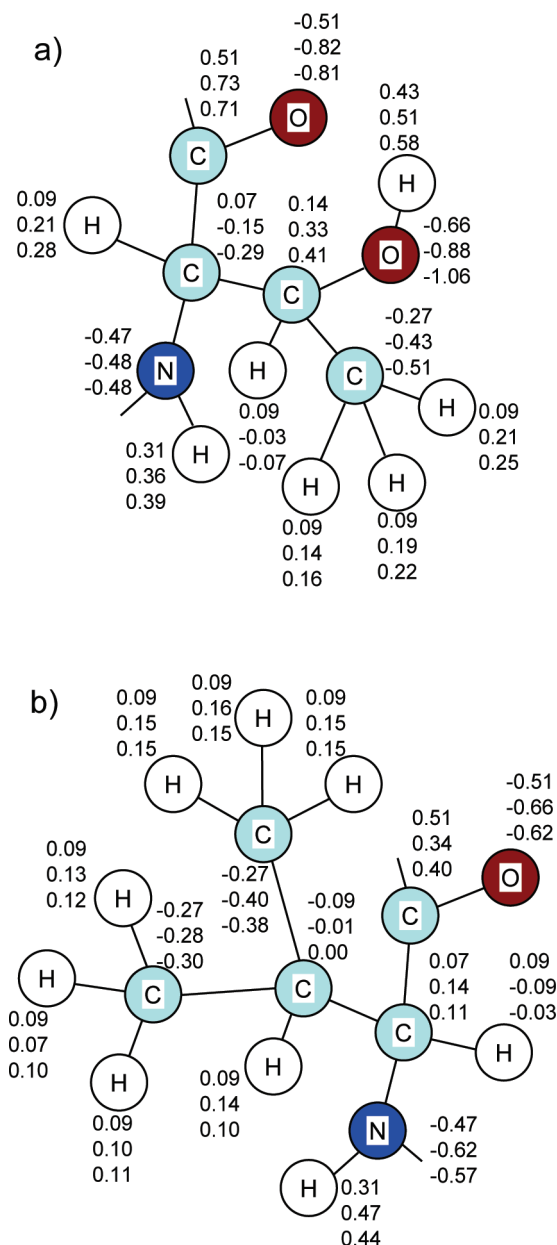 a)
-0.51
-0.82
-0.81
0.51
0.73
0.71
O
0.43
0.51
0.58
C
H
0.09
0.21
0.28
H
0.07
-0.15
-0.29
0.14
0.33
0.41
O
-0.66
-0.88
-1.06
C
C
-0.27
-0.43
-0.51
-0.47
-0.48
-0.48
N
H
C
0.09
-0.03
-0.07
H
0.09
0.21
0.25
0.31
0.36
0.39
H
H
H
0.09
0.14
0.16
0.09
0.19
0.22
b)
0.09
0.15
0.15
0.09
0.16
0.15
H
0.09
0.15
0.15
H
H
C
-0.51
-0.66
-0.62
0.51
0.34
0.40
O
0.09
0.13
0.12
H
-0.27
-0.40
-0.38
-0.27
-0.28
-0.30
-0.09
-0.01
0.00
C
H
C
C
0.07
0.14
0.11
0.09
-0.09
-0.03
C
H
0.09
0.07
0.10
H
0.09
0.10
0.11
H
0.09
0.14
0.10
N
-0.47
-0.62
-0.57
H
0.31
0.47
0.44